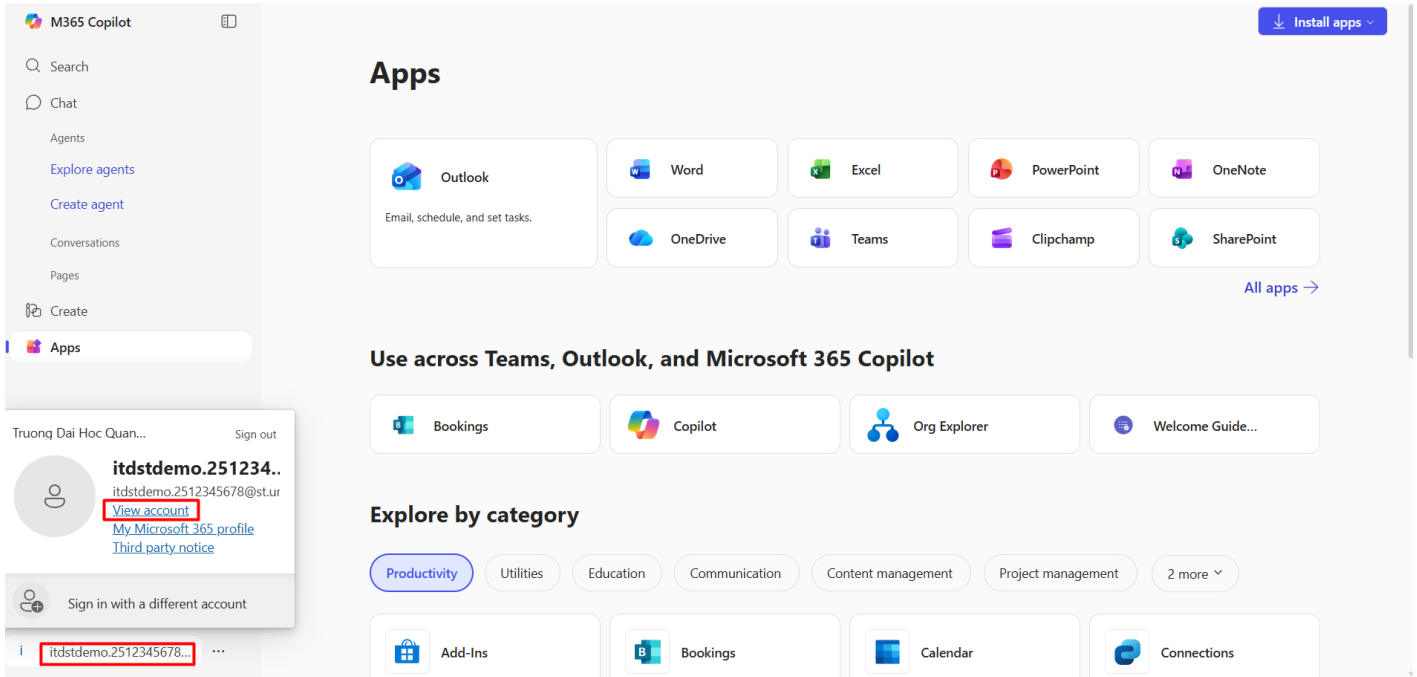 M365 Copilot
Search
Chat
Agents
Explore agents
Create agent
Conversations
Pages
Create
Apps
Truong Dai Hoc Quan...
Sign out
itdstdemo.251234..
itdstdemo.2512345678@st.ur
View account
My Microsoft 365 profile
Third party notice
Sign in with a different account
i
itdstdemo.2512345678...
Install apps
Apps
Outlook
Email, schedule, and set tasks.
Word
Excel
PowerPoint
OneNote
OneDrive
Teams
Clipchamp
SharePoint
All apps
Use across Teams, Outlook, and Microsoft 365 Copilot
Bookings
Copilot
Org Explorer
Welcome Guide...
Explore by category
Productivity
Utilities
Education
Communication
Content management
Project management
2 more
Add-Ins
Bookings
Calendar
Connections